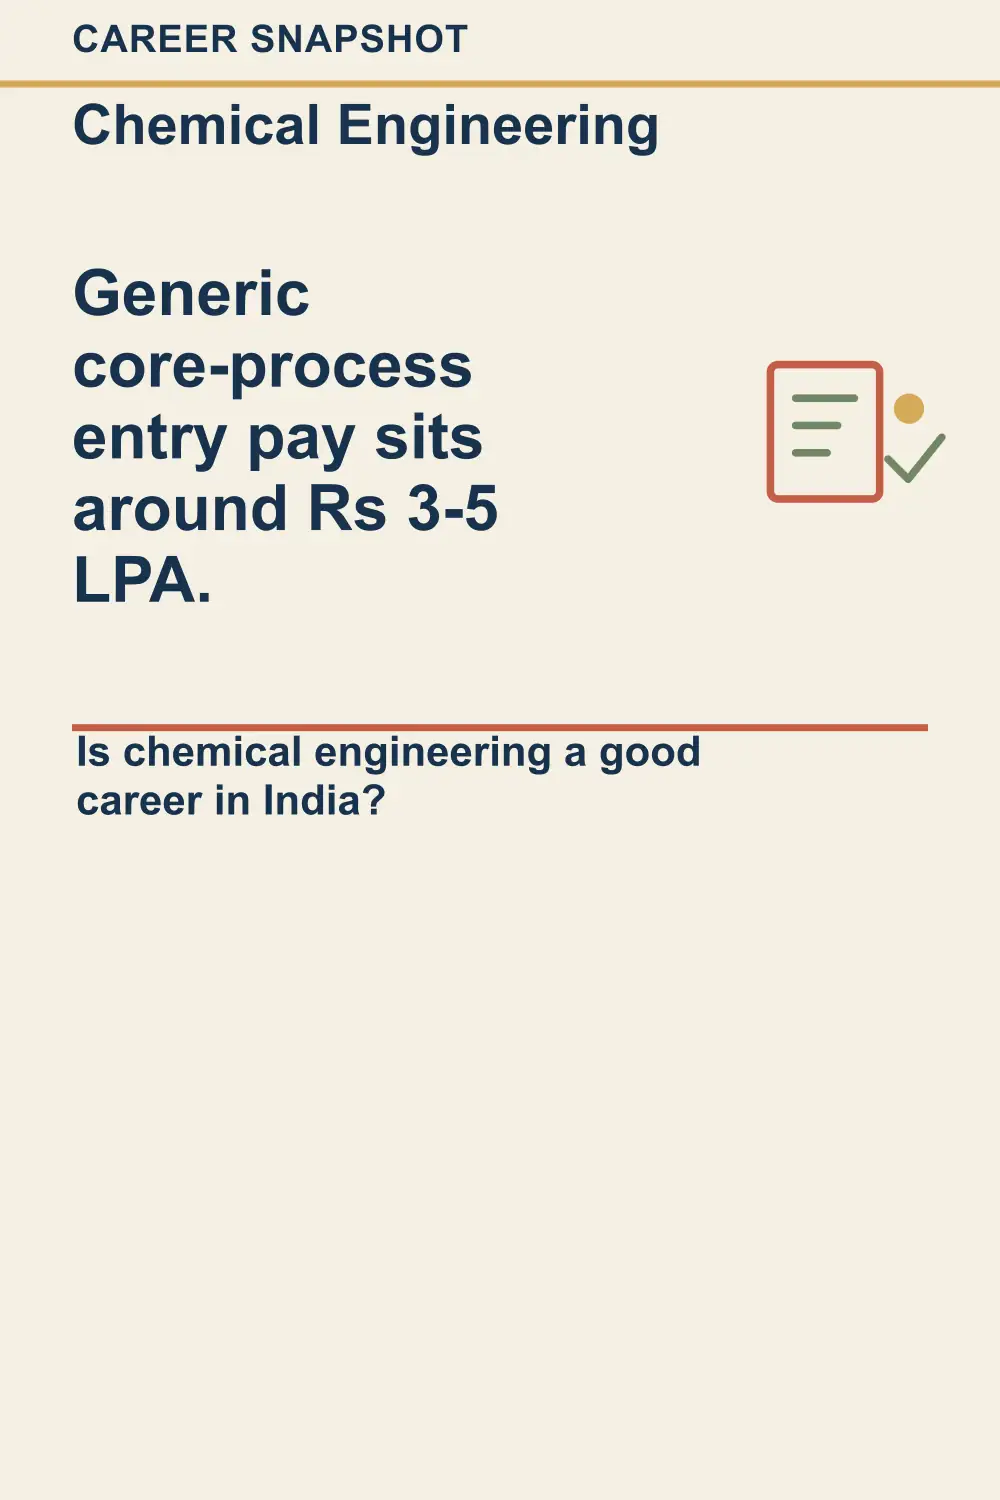 CAREER SNAPSHOT
Chemical Engineering
Generic
core-process
entry pay sits
around Rs 3-5
LPA.
Is chemical engineering a good
career in India?